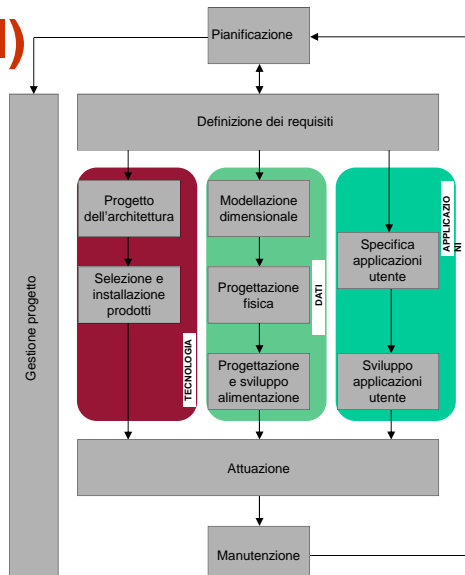 l)
Pianificazione
Definizione dei requisiti
Gestione progetto
Progetto
dell'architettura
Selezione e
installazione
prodotti
TECNOLOGIA
Modellazione
dimensionale
Progettazione
fisica
Progettazione
e sviluppo
alimentazione
DATI
APPLICAZIO
NI
Specifica
applicazioni
utente
Sviluppo
applicazioni
utente
Attuazione
Manutenzione